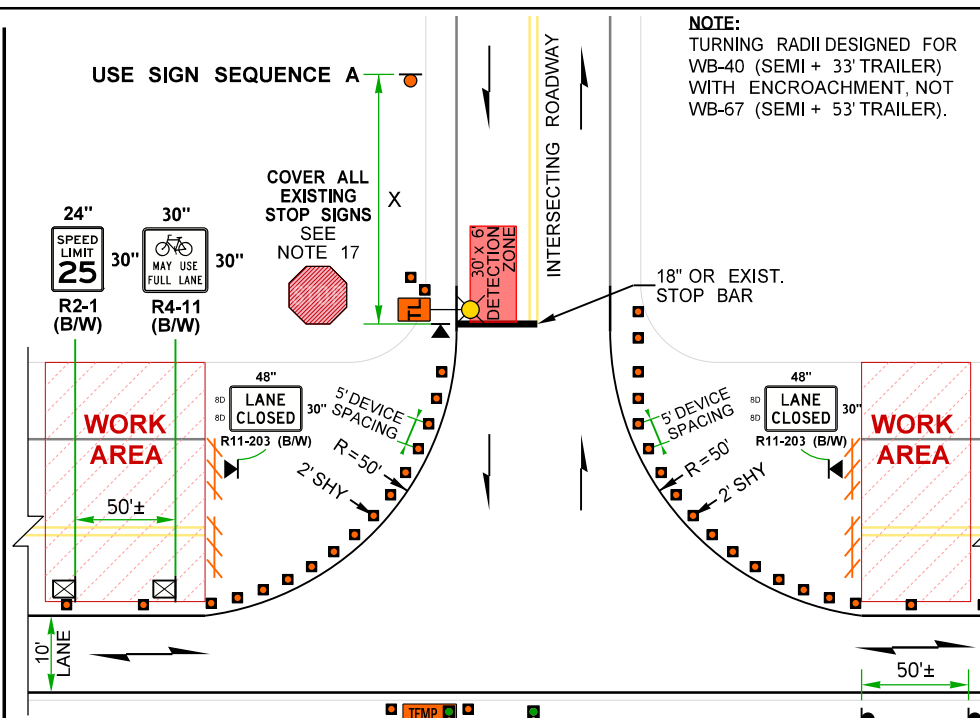 NOTE:
TURNING RADII DESIGNED FOR
WB-40 (SEMI + 33' TRAILER)
WITH ENCROACHMENT, NOT
WB-67 (SEMI + 53' TRAILER).
USE SIGN SEQUENCE A
X
INTERSECTING ROADWAY
COVER ALL
EXISTING
STOP SIGNS
SEE
NOTE 17
STOP
24"
SPEED
LIMIT
25
30"
R2-1
(B/W)
30"
MAY USE
FULL LANE
30"
R4-11
(B/W)
30' x 6'
DETECTION
ZONE
TL
18" OR EXIST.
STOP BAR
WORK
AREA
50'±
48"
8D
8D
LANE
CLOSED
30"
R11-203 (B/W)
5' DEVICE
SPACING
R = 50'
2' SHY
5' DEVICE
SPACING
R = 50'
2' SHY
48"
8D
8D
LANE
CLOSED
30"
R11-203 (B/W)
WORK
AREA
10'
LANE
50'±
TEMP